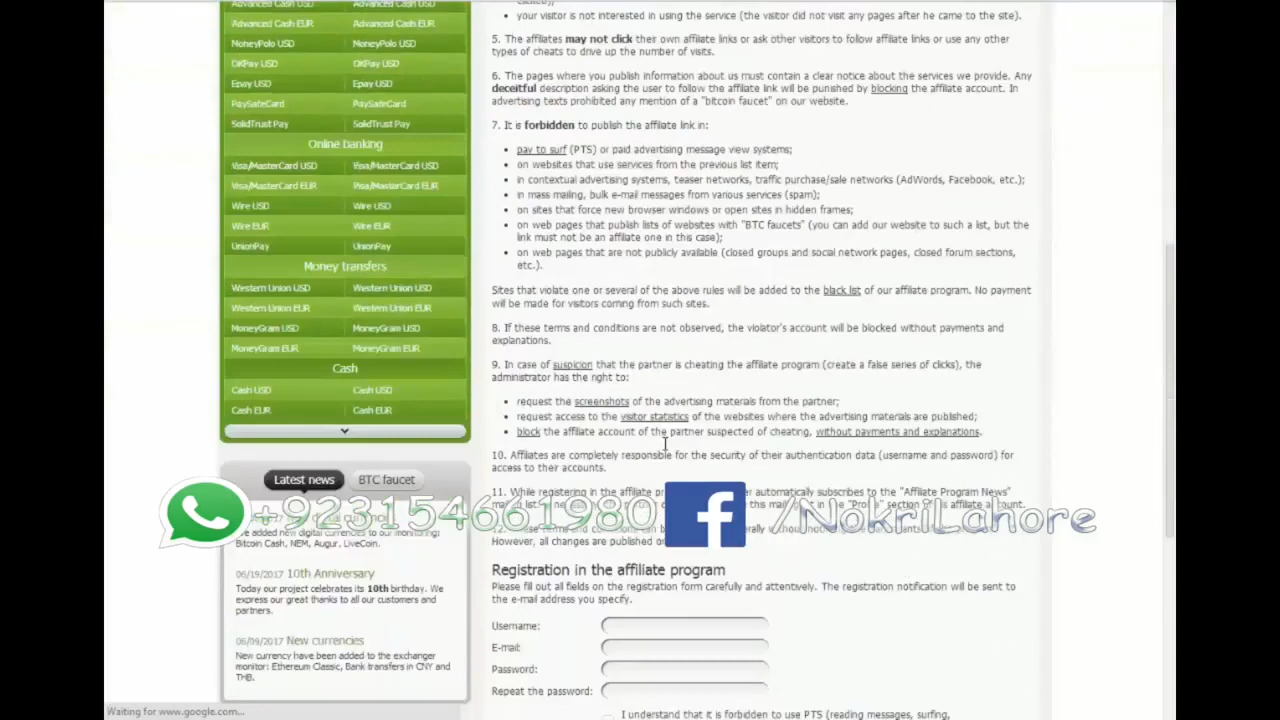 Advanced Cash USD Advanced Cash USD
Advanced Cash EUR Advanced Cash EUR
MoneyPolo USD MoneyPolo USD
OKPay USD OKPay USD
Epay USD Epay USD
PaySafeCard PaySafeCard
SolidTrust Pay SolidTrust Pay
Online banking
Visa/MasterCard USD Visa/MasterCard USD
Visa/MasterCard EUR Visa/MasterCard EUR
Wire USD Wire USD
Wire EUR Wire EUR
UnionPay UnionPay
Money transfers
Western Union USD Western Union USD
Western Union EUR Western Union EUR
MoneyGram USD MoneyGram USD
MoneyGram EUR MoneyGram EUR
Cash
Cash USD Cash USD
Cash EUR Cash EUR
Latest news BTC faucet
We added new digital currencies to our monitoring:
Bitcoin Cash, NEM, Augur, LiveCoin.
06/19/2017 10th Anniversary
Today our project celebrates its 10th birthday. We
express our great thanks to all our customers and
partners.
06/09/2017 New currencies
New currency have been added to the exchanger
monitor: Ethereum Classic, Bank transfers in CNY and
THB.
your visitor is not interested in using the service (the visitor did not visit any pages after he came to the site).
5. The affiliates may not click their own affiliate links or ask other visitors to follow affiliate links or use any other
types of cheats to drive up the number of visits.
6. The pages where you publish information about us must contain a clear notice about the services we provide. Any
deceitful description asking the user to follow the affiliate link will be punished by blocking the affiliate account. In
advertising texts prohibited any mention of a "bitcoin faucet" on our website.
7. It is forbidden to publish the affiliate link in:
pay to surf (PTS) or paid advertising message view systems;
on websites that use services from the previous list item;
in contextual advertising systems, teaser networks, traffic purchase/sale networks (AdWords, Facebook, etc.);
in mass mailing, bulk e-mail messages from various services (spam);
on sites that force new browser windows or open sites in hidden frames;
on web pages that publish lists of websites with "BTC faucets" (you can add our website to such a list, but the
link must not be an affiliate one in this case);
on web pages that are not publicly available (closed groups and social network pages, closed forum sections,
etc.).
Sites that violate one or several of the above rules will be added to the black list of our affiliate program. No payment
will be made for visitors coming from such sites.
8. If these terms and conditions are not observed, the violator's account will be blocked without payments and
explanations.
9. In case of suspicion that the partner is cheating the affiliate program (create a false series of clicks), the
administrator has the right to:
request the screenshots of the advertising materials from the partner;
request access to the visitor statistics of the websites where the advertising materials are published;
block the affiliate account of the partner suspected of cheating, without payments and explanations.
10. Affiliates are completely responsible for the security of their authentication data (username and password) for
access to their accounts.
11. While registering in the affiliate automatically subscribes to the "Affiliate Program News"
+923154661980 /NokriLahore
However, all changes are published
Registration in the affiliate program
Please fill out all fields on the registration form carefully and attentively. The registration notification will be sent to
the e-mail address you specify.
Username:
E-mail:
Password:
Repeat the password:
I understand that it is forbidden to use PTS (reading messages, surfing,
Waiting for www.google.com...